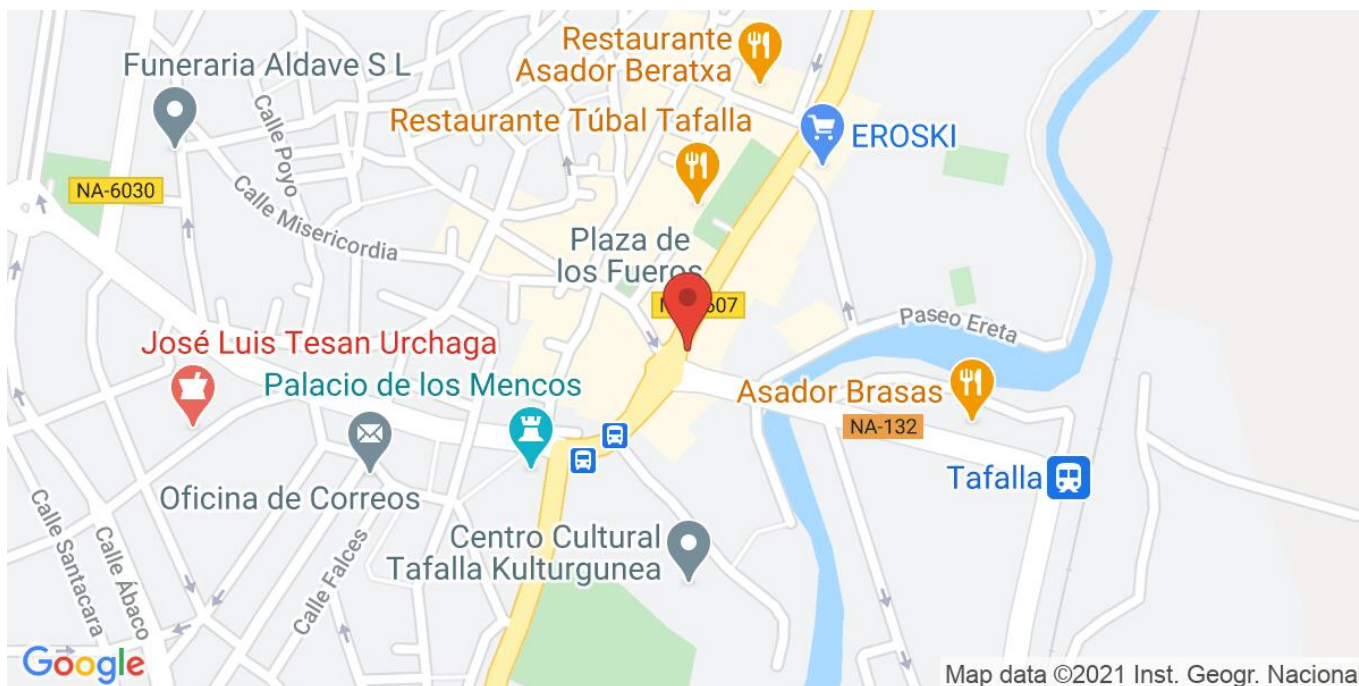 Restaurante
Asador Beratxa
Funeraria Aldave S L
Calle Poyo
Restaurante Túbal Tafalla
EROSKI
NA-6030
Calle Misericordia
Plaza de
los Fueros
607
Paseo Ereta
José Luis Tesan Urchaga
Palacio de los Mencos
Asador Brasas
NA-132
Tafalla
Oficina de Correos
Calle Santacara
Calle Ábaco
Calle Falces
Centro Cultural
Tafalla Kulturgunea
Google
Map data ©2021 Inst. Geogr. Naciona